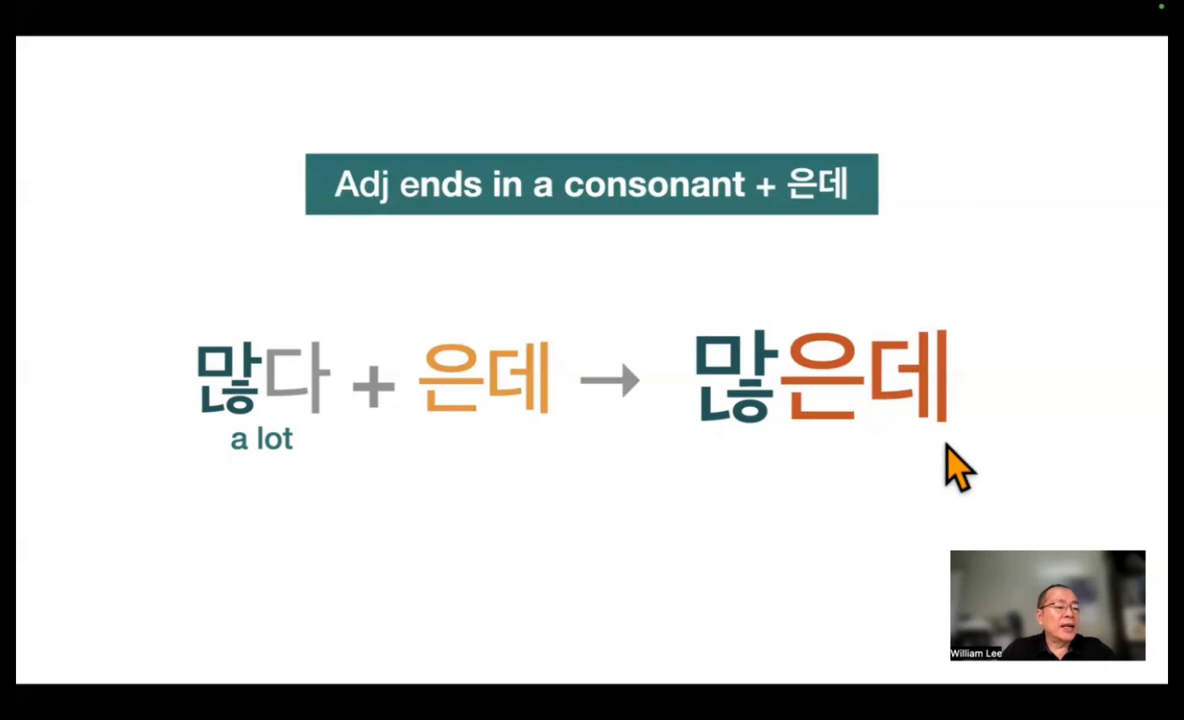 Adj ends in a consonant + 은데
많다 + 은데 → 많은데
a lot
William Lee